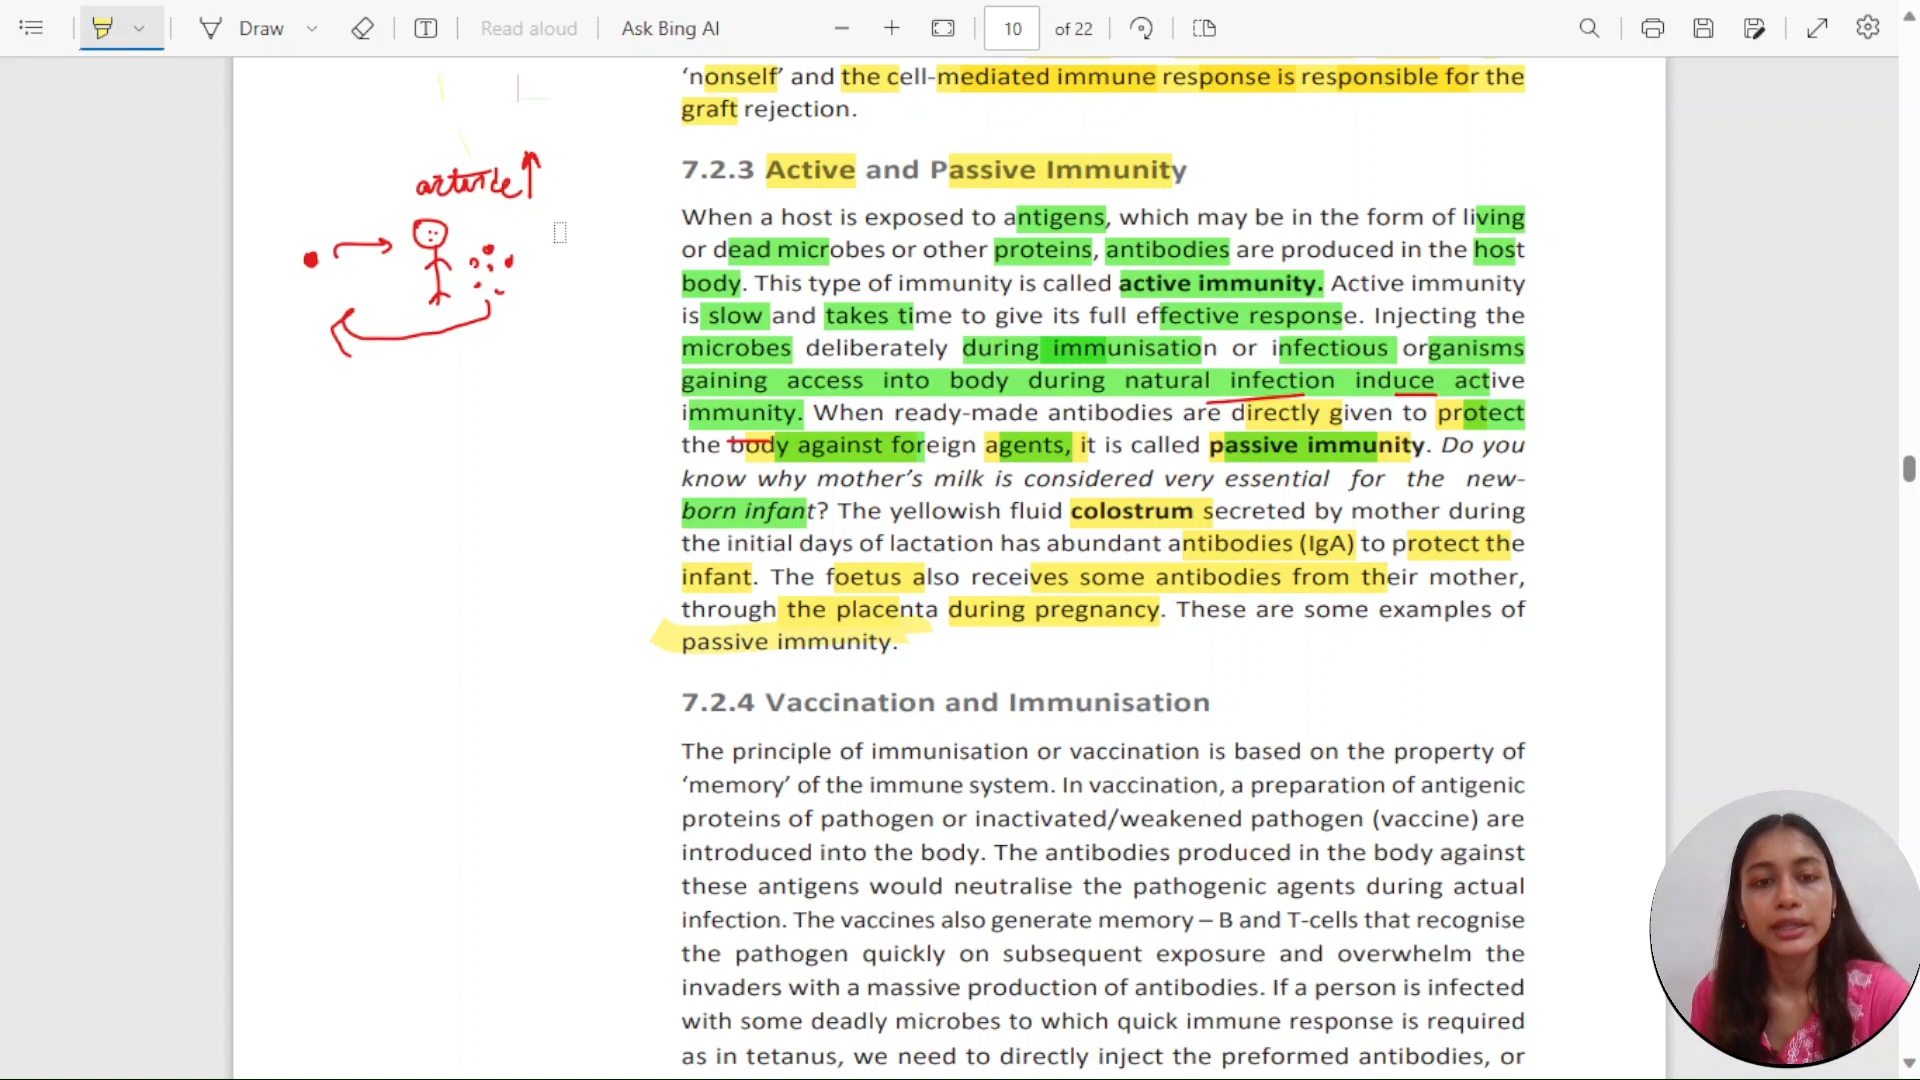 Draw
Read aloud
Ask Bing AI
10 of 22
‘nonself’ and the cell-mediated immune response is responsible for the
graft rejection.
7.2.3 Active and Passive Immunity
When a host is exposed to antigens, which may be in the form of living
or dead microbes or other proteins, antibodies are produced in the host
body. This type of immunity is called active immunity. Active immunity
is slow and takes time to give its full effective response. Injecting the
microbes deliberately during immunisation or infectious organisms
gaining access into body during natural infection induce active
immunity. When ready-made antibodies are directly given to protect
the body against foreign agents, it is called passive immunity. Do you
know why mother’s milk is considered very essential for the new-
born infant? The yellowish fluid colostrum secreted by mother during
the initial days of lactation has abundant antibodies (IgA) to protect the
infant. The foetus also receives some antibodies from their mother,
through the placenta during pregnancy. These are some examples of
passive immunity.
7.2.4 Vaccination and Immunisation
The principle of immunisation or vaccination is based on the property of
‘memory’ of the immune system. In vaccination, a preparation of antigenic
proteins of pathogen or inactivated/weakened pathogen (vaccine) are
introduced into the body. The antibodies produced in the body against
these antigens would neutralise the pathogenic agents during actual
infection. The vaccines also generate memory – B and T-cells that recognise
the pathogen quickly on subsequent exposure and overwhelm the
invaders with a massive production of antibodies. If a person is infected
with some deadly microbes to which quick immune response is required
as in tetanus, we need to directly inject the preformed antibodies, or